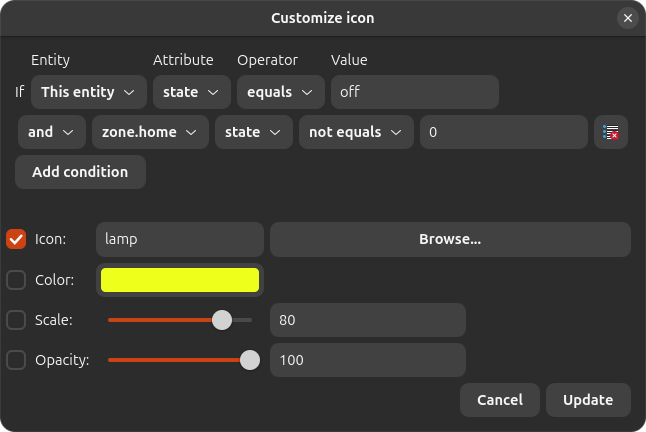 Customize icon
Entity Attribute Operator Value
If This entity state equals off
and zone.home state not equals 0
Add condition
Icon: lamp Browse...
Color:
Scale: 80
Opacity: 100
Cancel Update